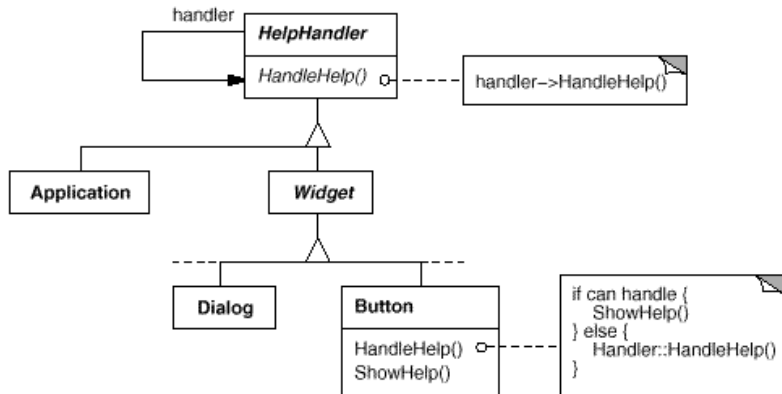 handler
HelpHandler
HandleHelp()
handler->HandleHelp()
Application
Widget
Dialog
Button
HandleHelp()
ShowHelp()
if can handle {
ShowHelp()
} else {
Handler::HandleHelp()
}